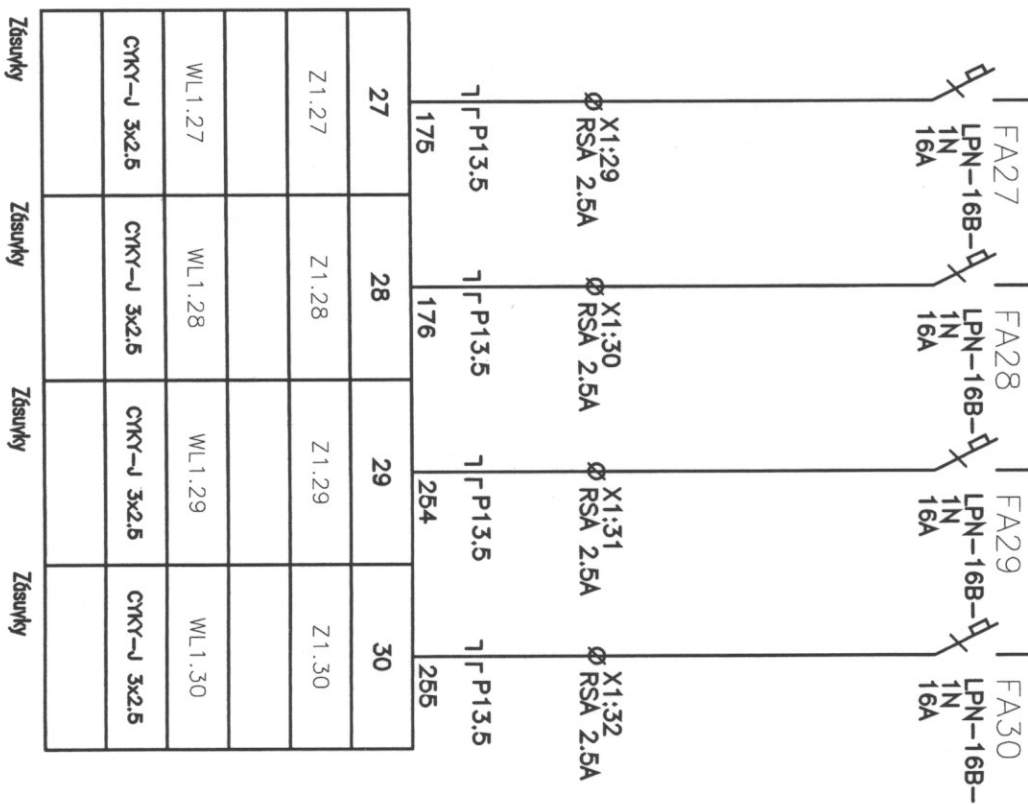 FA27
LPN-16B-
1N
16A
FA28
LPN-16B-
1N
16A
FA29
LPN-16B-
1N
16A
FA30
LPN-16B-
1N
16A
X1:29
RSA 2.5A
X1:30
RSA 2.5A
X1:31
RSA 2.5A
X1:32
RSA 2.5A
P13.5
P13.5
P13.5
P13.5
175
176
254
255
27
28
29
30
Z1.27
Z1.28
Z1.29
Z1.30
WL1.27
WL1.28
WL1.29
WL1.30
CYKY-J 3x2.5
CYKY-J 3x2.5
CYKY-J 3x2.5
CYKY-J 3x2.5
Zásuvky
Zásuvky
Zásuvky
Zásuvky